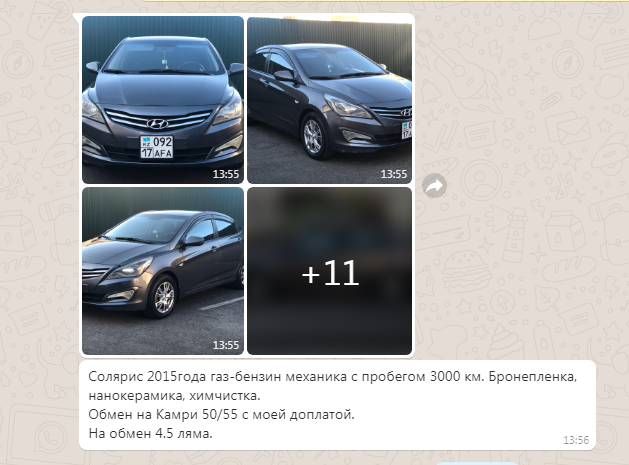 092
KZ
17 AFA
13:55
13:55
13:55
+11
Солярис 2015года газ-бензин механика с пробегом 3000 км. Бронепленка,
нанокерамика, химчистка.
Обмен на Камри 50/55 с моей доплатой.
На обмен 4.5 ляма.
13:56